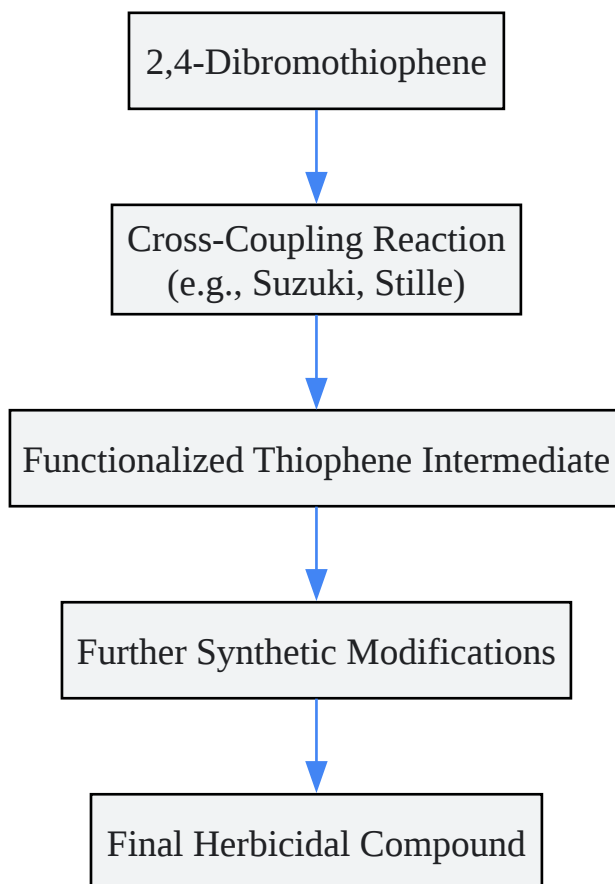 2,4-Dibromothiophene
Cross-Coupling Reaction
(e.g., Suzuki, Stille)
Functionalized Thiophene Intermediate
Further Synthetic Modifications
Final Herbicidal Compound